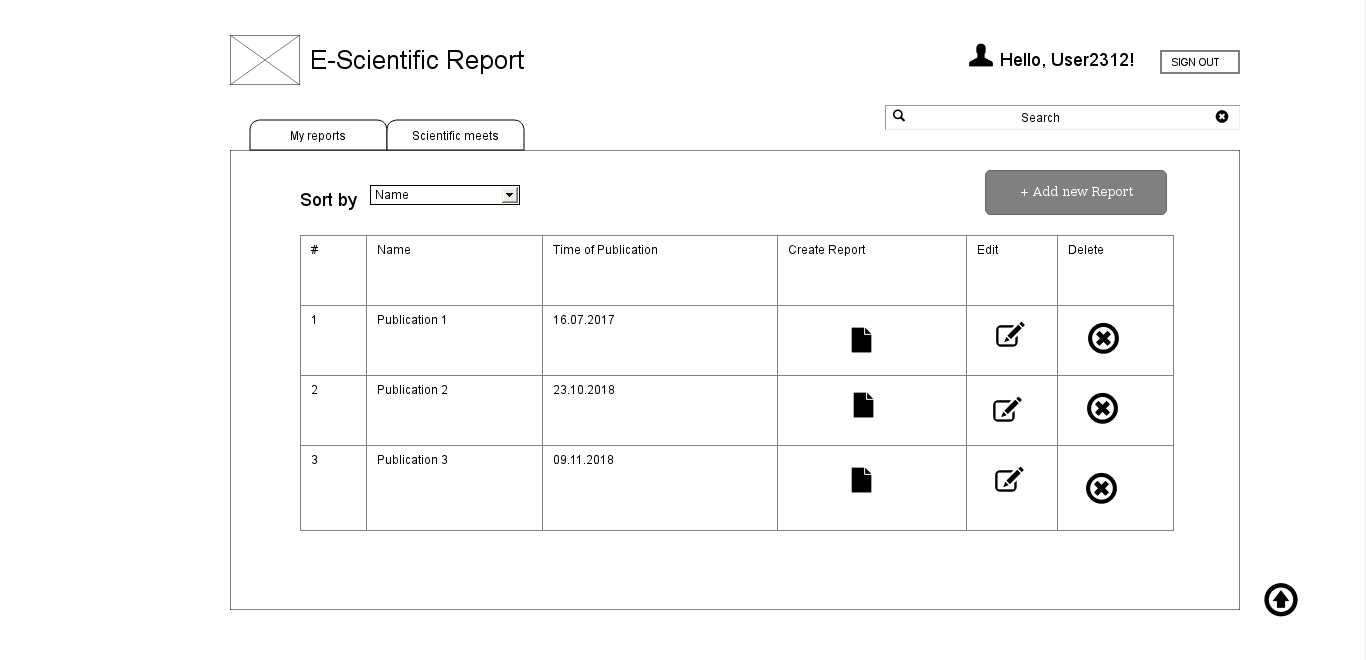 E-Scientific Report
Hello, User2312!
SIGN OUT
Search
My reports
Scientific meets
Sort by
Name
+ Add new Report
# Name Time of Publication Create Report Edit Delete
1 Publication 1 16.07.2017
2 Publication 2 23.10.2018
3 Publication 3 09.11.2018